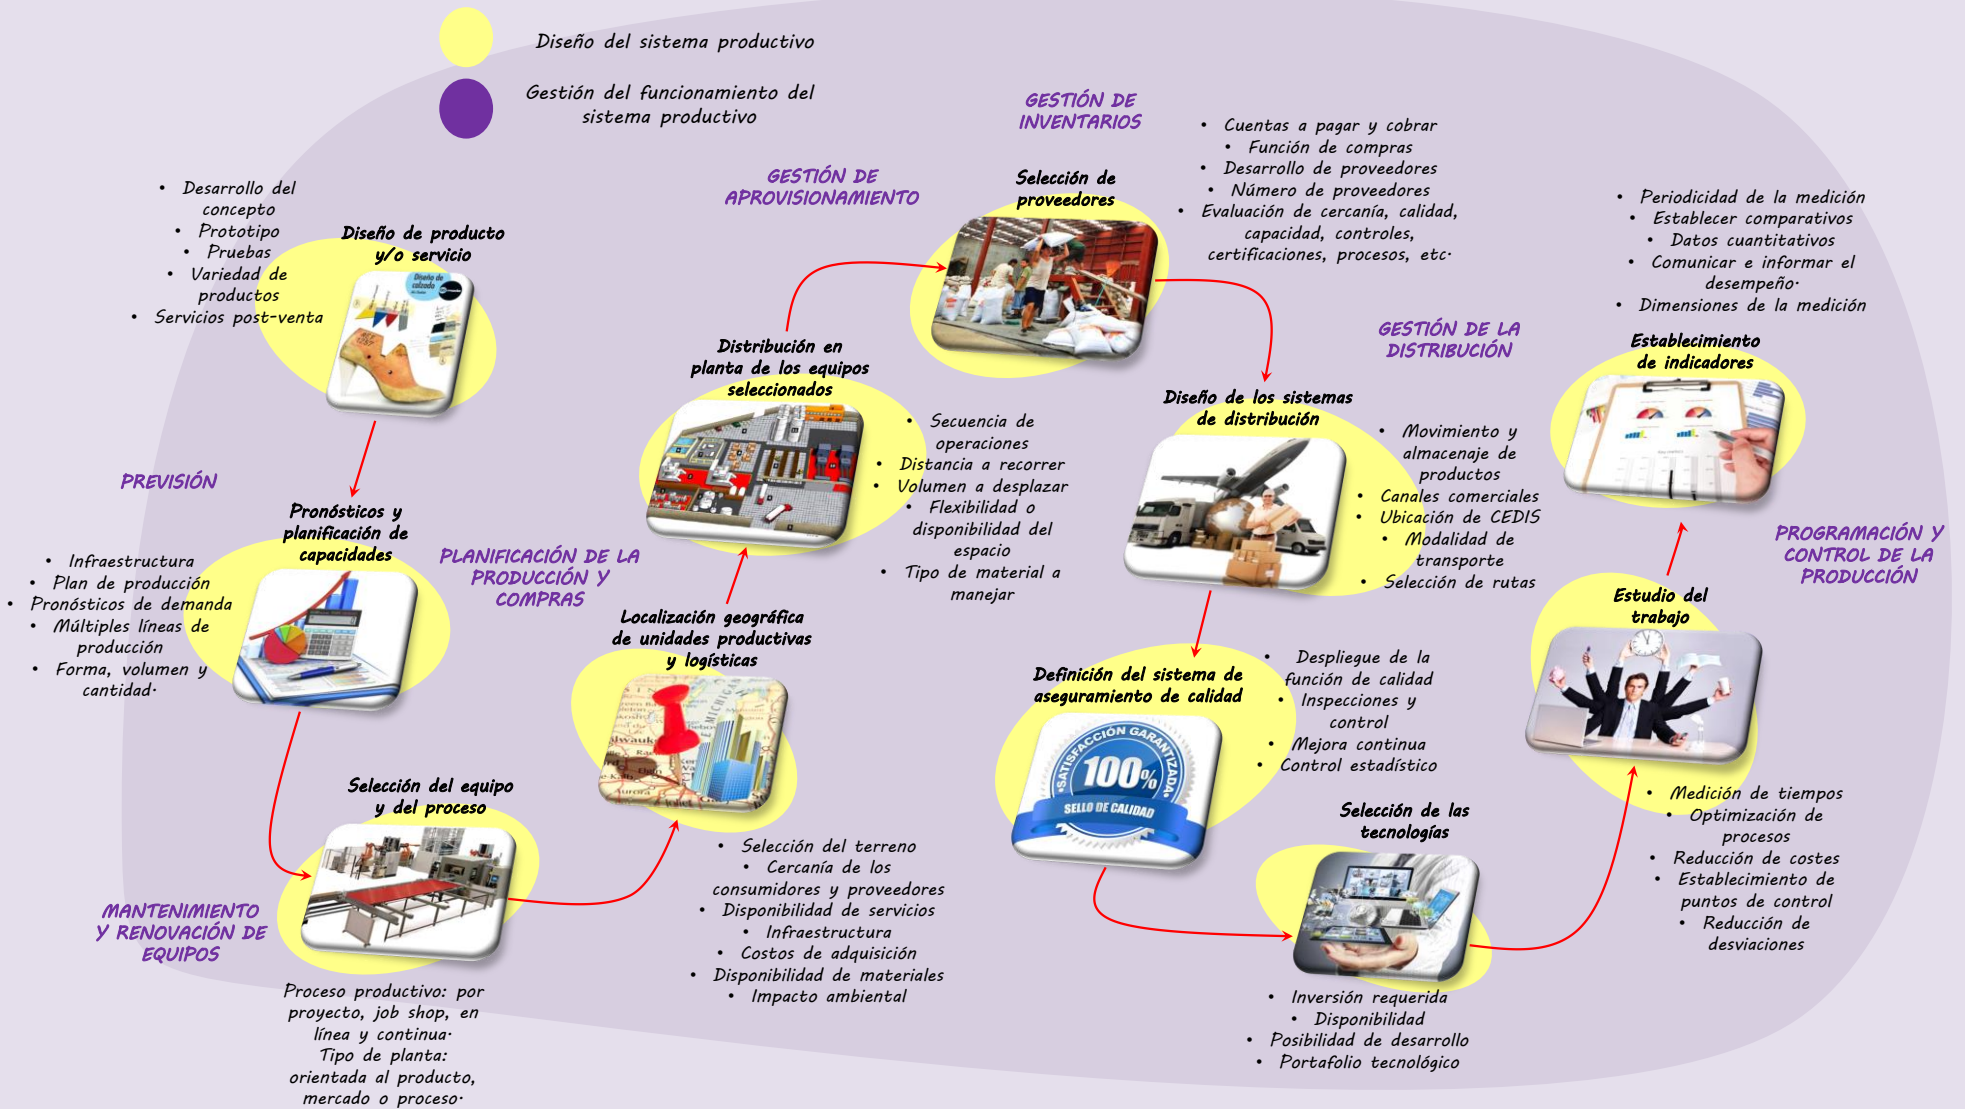 Diseño del sistema productivo
Gestión del funcionamiento del
sistema productivo
• Desarrollo del
concepto
• Prototipo
• Pruebas
• Variedad de
productos
• Servicios post-venta
Diseño de producto
y/o servicio
Diseño de
calzado
PREVISIÓN
Pronósticos y
planificación de
capacidades
• Infraestructura
• Plan de producción
• Pronósticos de demanda
• Múltiples líneas de
producción
• Forma, volumen y
cantidad.
MANTENIMIENTO
Y RENOVACIÓN DE
EQUIPOS
Selección del equipo
y del proceso
Proceso productivo: por
proyecto, job shop, en
línea y continua.
Tipo de planta:
orientada al producto,
mercado o proceso.
PLANIFICACIÓN DE LA
PRODUCCIÓN Y
COMPRAS
Localización geográfica
de unidades productivas
y logísticas
MICHIGAN
Elgin
Aurora
Joliet
• Selección del terreno
• Cercanía de los
consumidores y proveedores
• Disponibilidad de servicios
• Infraestructura
• Costos de adquisición
• Disponibilidad de materiales
• Impacto ambiental
Distribución en
planta de los equipos
seleccionados
• Secuencia de
operaciones
• Distancia a recorrer
• Volumen a desplazar
• Flexibilidad o
disponibilidad del
espacio
• Tipo de material a
manejar
GESTIÓN DE
APROVISIONAMIENTO
GESTIÓN DE
INVENTARIOS
Selección de
proveedores
• Cuentas a pagar y cobrar
• Función de compras
• Desarrollo de proveedores
• Número de proveedores
• Evaluación de cercanía, calidad,
capacidad, controles,
certificaciones, procesos, etc.
GESTIÓN DE LA
DISTRIBUCIÓN
Diseño de los sistemas
de distribución
• Movimiento y
almacenaje de
productos
• Canales comerciales
• Ubicación de CEDIS
• Modalidad de
transporte
• Selección de rutas
Definición del sistema de
aseguramiento de calidad
SATISFACCIÓN GARANTIZADA
100%
SELLO DE CALIDAD
• Despliegue de la
función de calidad
• Inspecciones y
control
• Mejora continua
• Control estadístico
Selección de las
tecnologías
• Inversión requerida
• Disponibilidad
• Posibilidad de desarrollo
• Portafolio tecnológico
Estudio del
trabajo
• Medición de tiempos
• Optimización de
procesos
• Reducción de costes
• Establecimiento de
puntos de control
• Reducción de
desviaciones
PROGRAMACIÓN Y
CONTROL DE LA
PRODUCCIÓN
• Periodicidad de la medición
• Establecer comparativos
• Datos cuantitativos
• Comunicar e informar el
desempeño.
• Dimensiones de la medición
Establecimiento
de indicadores